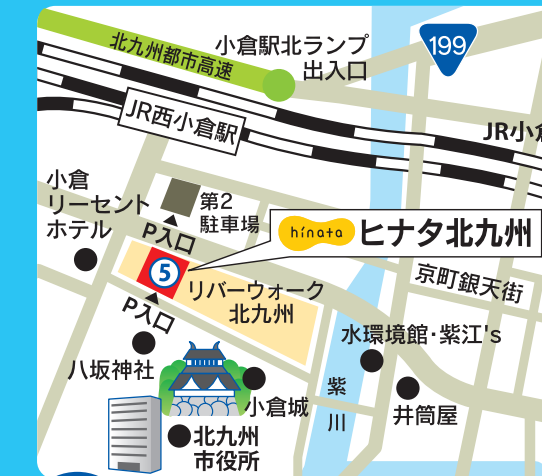 北九州都市高速
小倉駅北ランプ
出入口
199
JR西小倉駅
JR小倉
小倉
リーセント
ホテル
第2
駐車場
P入口
hinata ヒナタ北九州
5
リバーウォーク
北九州
京町銀天街
P入口
水環境館・紫江's
八坂神社
小倉城
紫
川
井筒屋
北九州
市役所